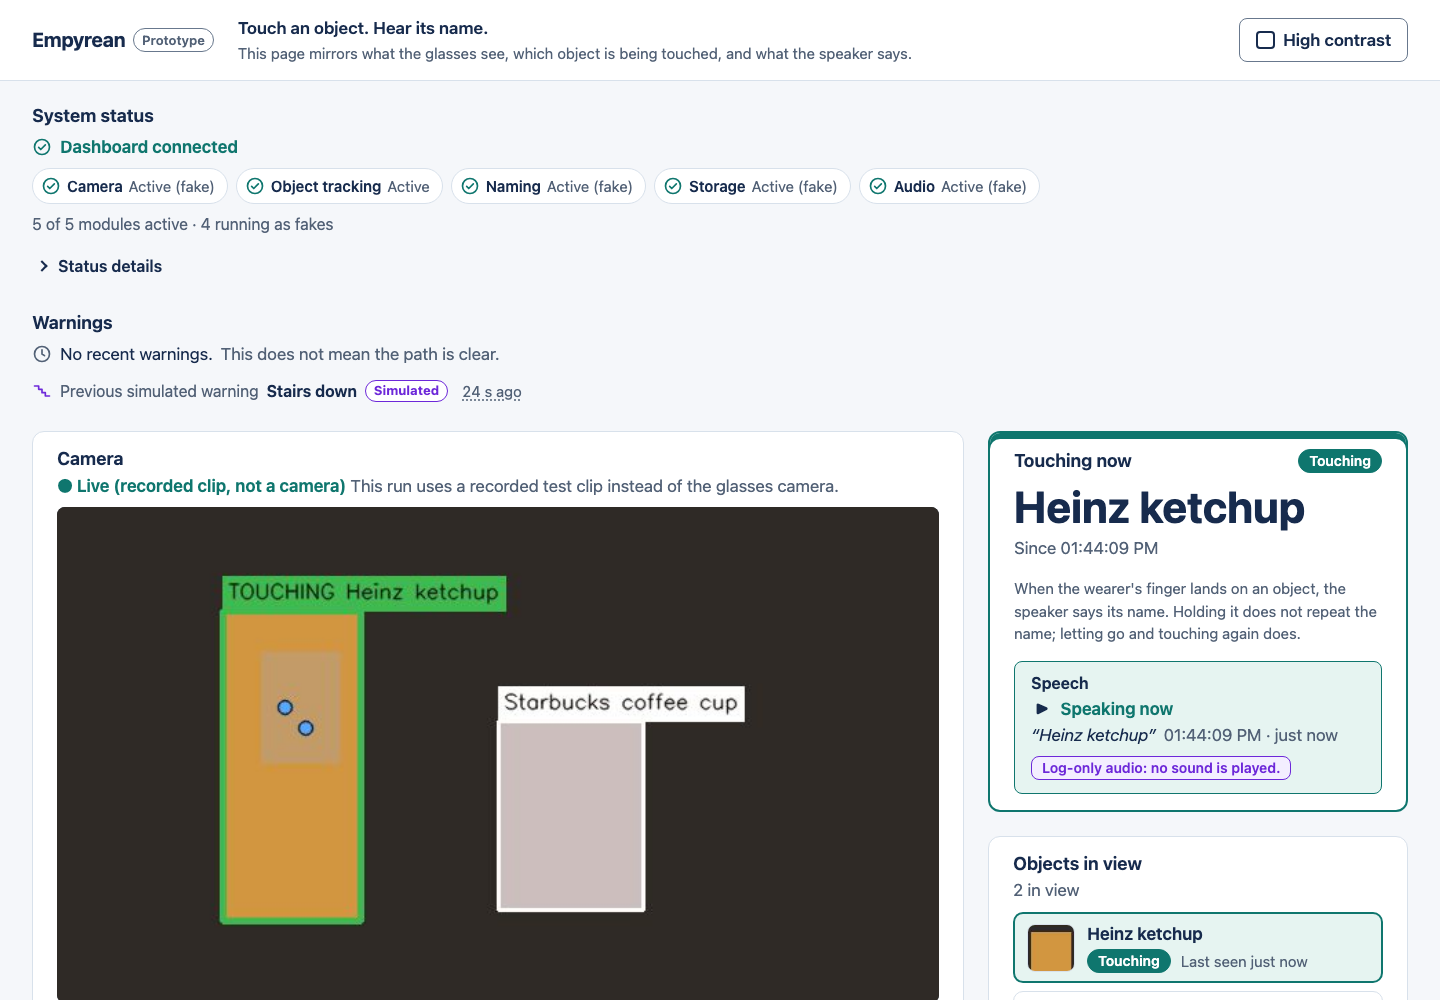 Empyrean Prototype
Touch an object. Hear its name.
This page mirrors what the glasses see, which object is being touched, and what the speaker says.
High contrast
System status
Dashboard connected
Camera Active (fake)
Object tracking Active
Naming Active (fake)
Storage Active (fake)
Audio Active (fake)
5 of 5 modules active · 4 running as fakes
Status details
Warnings
No recent warnings. This does not mean the path is clear.
Previous simulated warning Stairs down Simulated 24 s ago
Camera
Live (recorded clip, not a camera) This run uses a recorded test clip instead of the glasses camera.
TOUCHING Heinz ketchup
Starbucks coffee cup
Touching now Touching
Heinz ketchup
Since 01:44:09 PM
When the wearer's finger lands on an object, the
speaker says its name. Holding it does not repeat the
name; letting go and touching again does.
Speech
Speaking now
“Heinz ketchup” 01:44:09 PM · just now
Log-only audio: no sound is played.
Objects in view
2 in view
Heinz ketchup
Touching Last seen just now